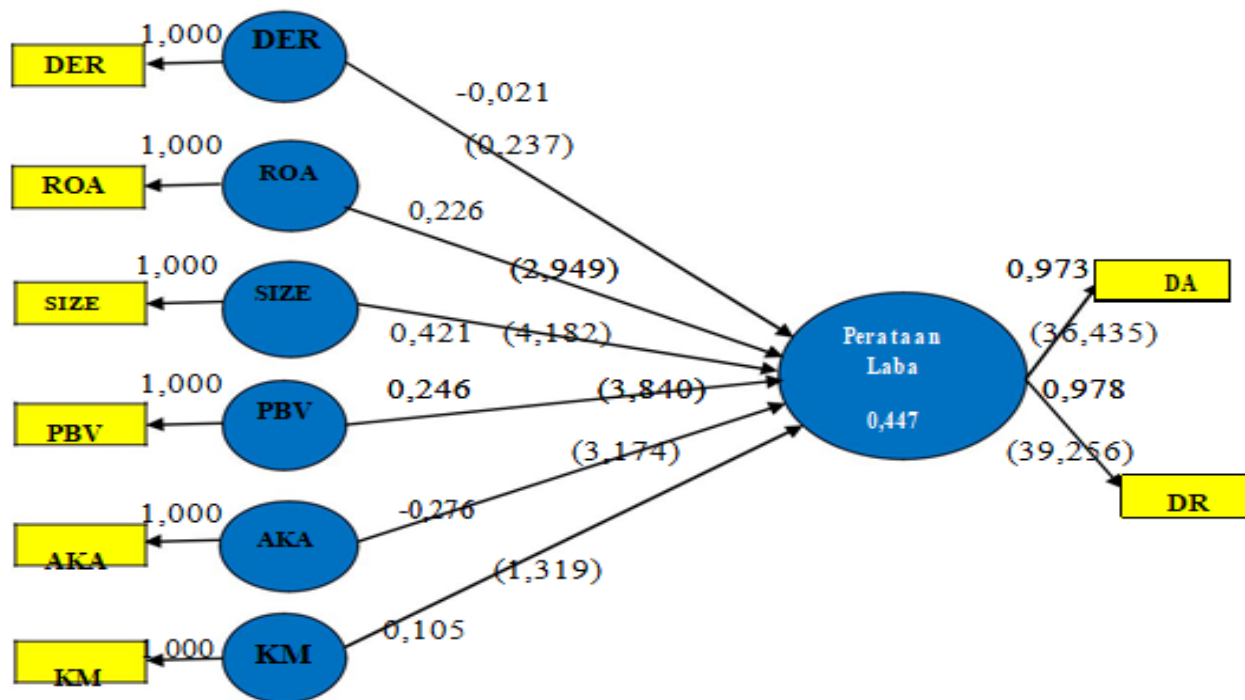 1,000
DER
DER
-0,021
(0,237)
1,000
ROA
ROA
0,226
(2,949)
1,000
SIZE
SIZE
0,421
(4,182)
1,000
PBV
PBV
0,246
(3,840)
1,000
AKA
AKA
-0,276
(3,174)
1,000
KM
KM
0,105
(1,319)
Perataan
Laba
0,447
0,973
DA
(36,435)
0,978
(39,256)
DR